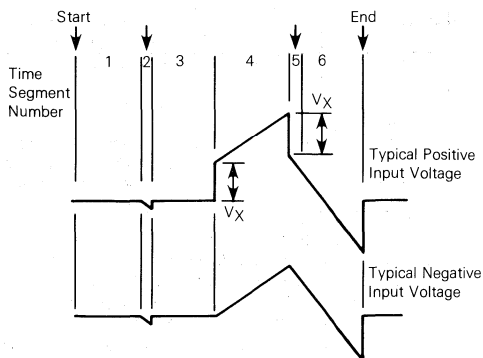 Start
End
1 2 3 4 5 6
Time
Segment
Number
VX
Typical Positive
Input Voltage
VX
Typical Negative
Input Voltage